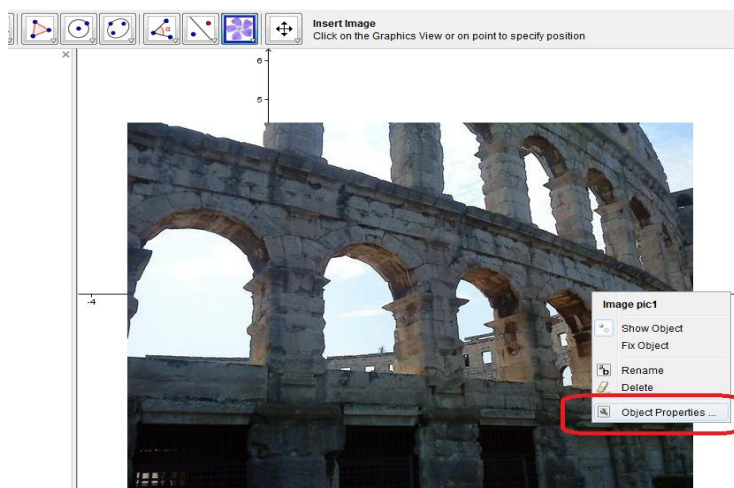 Insert Image
Click on the Graphics View or on point to specify position
6
5
-4
Image pic1
Show Object
Fix Object
Rename
Delete
Object Properties ...